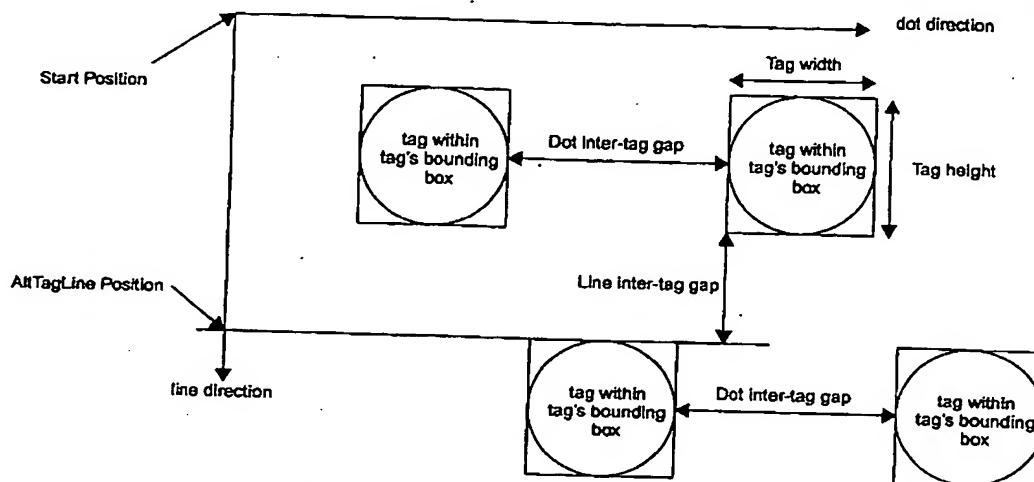 dot direction
Start Position
Tag width
tag within
tag's bounding
box
Dot inter-tag gap
tag within
tag's bounding
box
Tag height
AltTagLine Position
Line inter-tag gap
line direction
tag within
tag's bounding
box
Dot inter-tag gap
tag within
tag's bounding
box